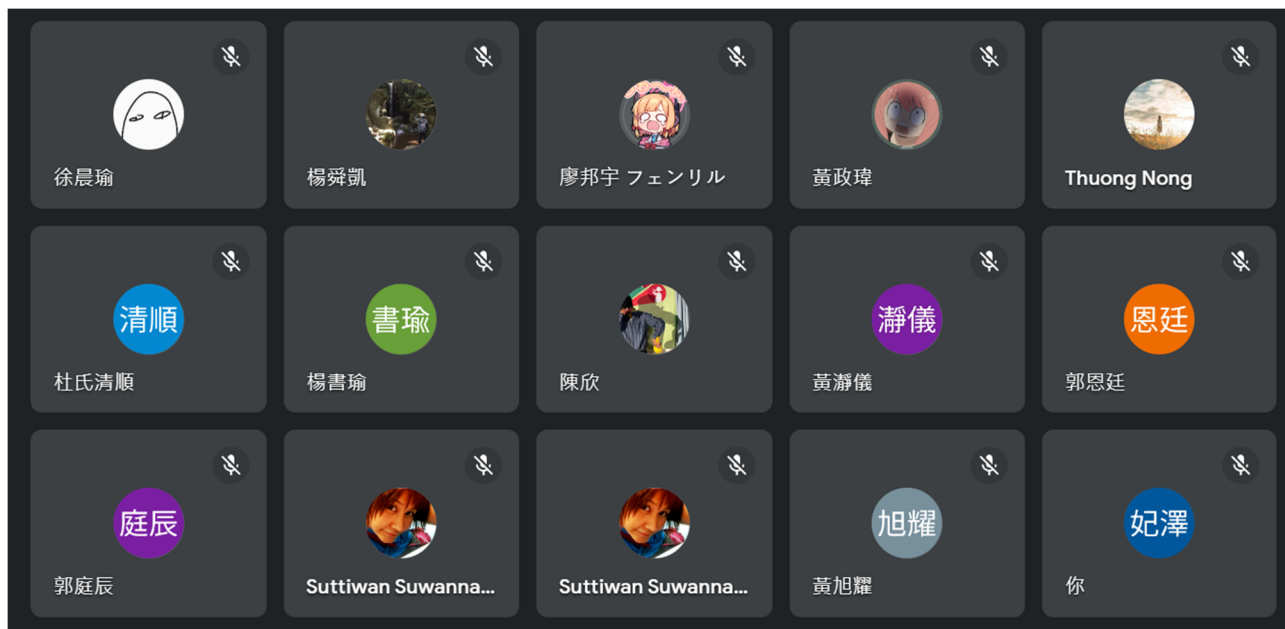 徐晨瑜
楊舜凱
廖邦宇 フェンリル
黃政瑋
Thuong Nong
清順
杜氏清順
書瑜
楊書瑜
陳欣
瀞儀
黃瀞儀
恩廷
郭恩廷
庭辰
郭庭辰
Suttiwan Suwanna...
Suttiwan Suwanna...
旭耀
黃旭耀
妃澤
你